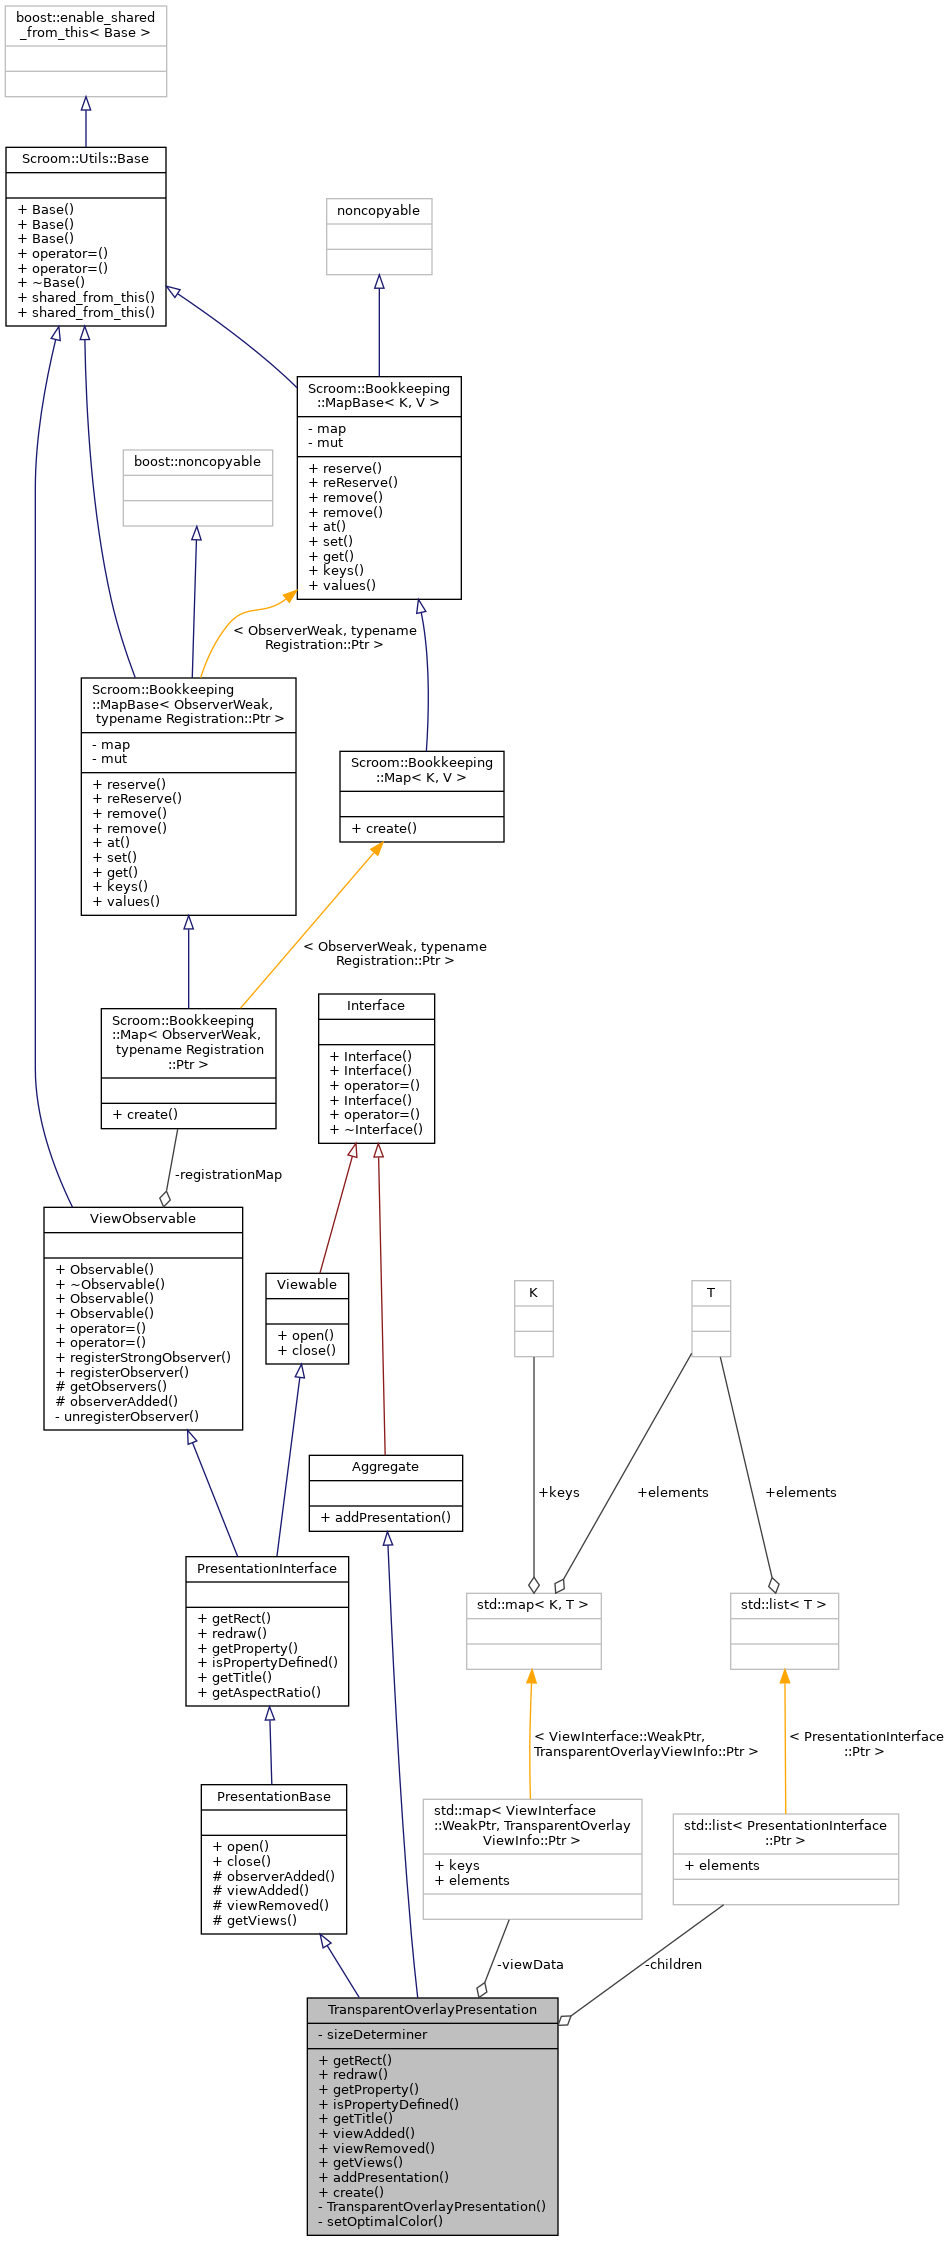 boost::enable_shared
_from_this< Base >
Scroom::Utils::Base
+ Base()
+ Base()
+ Base()
+ operator=()
+ operator=()
+ ~Base()
+ shared_from_this()
+ shared_from_this()
noncopyable
Scroom::Bookkeeping
::MapBase< K, V >
- map
- mut
+ reserve()
+ reReserve()
+ remove()
+ remove()
+ at()
+ set()
+ get()
+ keys()
+ values()
boost::noncopyable
< ObserverWeak, typename
Registration::Ptr >
Scroom::Bookkeeping
::MapBase< ObserverWeak,
typename Registration::Ptr >
- map
- mut
+ reserve()
+ reReserve()
+ remove()
+ remove()
+ at()
+ set()
+ get()
+ keys()
+ values()
Scroom::Bookkeeping
::Map< K, V >
+ create()
< ObserverWeak, typename
Registration::Ptr >
Scroom::Bookkeeping
::Map< ObserverWeak,
typename Registration
::Ptr >
+ create()
Interface
+ Interface()
+ Interface()
+ operator=()
+ Interface()
+ operator=()
+ ~Interface()
-registrationMap
ViewObservable
+ Observable()
+ ~Observable()
+ Observable()
+ Observable()
+ operator=()
+ operator=()
+ registerStrongObserver()
+ registerObserver()
# getObservers()
# observerAdded()
- unregisterObserver()
Viewable
+ open()
+ close()
K
T
Aggregate
+ addPresentation()
+keys
+elements
+elements
PresentationInterface
+ getRect()
+ redraw()
+ getProperty()
+ isPropertyDefined()
+ getTitle()
+ getAspectRatio()
std::map< K, T >
std::list< T >
< ViewInterface::WeakPtr,
TransparentOverlayViewInfo::Ptr >
< PresentationInterface
::Ptr >
PresentationBase
+ open()
+ close()
# observerAdded()
# viewAdded()
# viewRemoved()
# getViews()
std::map< ViewInterface
::WeakPtr, TransparentOverlay
ViewInfo::Ptr >
+ keys
+ elements
std::list< PresentationInterface
::Ptr >
+ elements
-viewData
-children
TransparentOverlayPresentation
- sizeDeterminer
+ getRect()
+ redraw()
+ getProperty()
+ isPropertyDefined()
+ getTitle()
+ viewAdded()
+ viewRemoved()
+ getViews()
+ addPresentation()
+ create()
- TransparentOverlayPresentation()
- setOptimalColor()